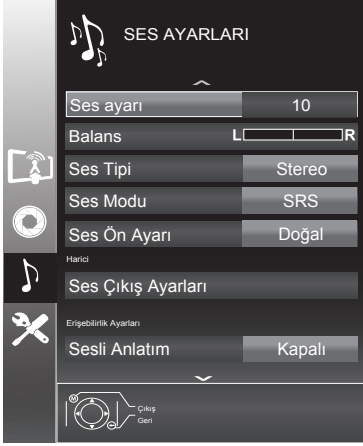 SES AYARLARI
Ses ayarı 10
Balans L R
Ses Tipi Stereo
Ses Modu SRS
Ses Ön Ayarı Doğal
Harici
Ses Çıkış Ayarları
Erişebilirlik Ayarları
Sesli Anlatım Kapalı
M
Çıkış
Geri